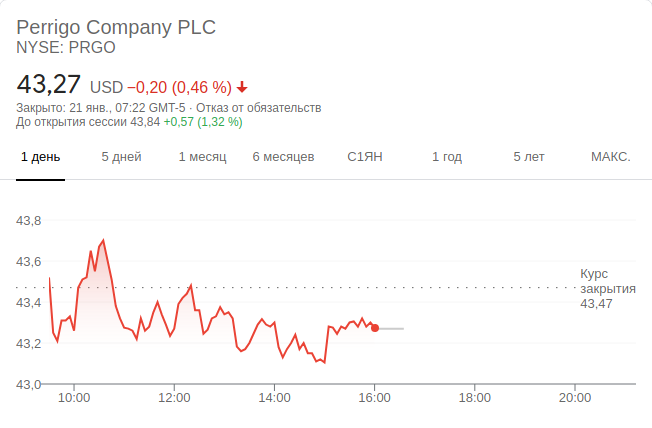 Perrigo Company PLC
NYSE: PRGO
43,27 USD −0,20 (0,46 %)
Закрыто: 21 янв., 07:22 GMT-5 · Отказ от обязательств
До открытия сессии 43,84 +0,57 (1,32 %)
1 день 5 дней 1 месяц 6 месяцев С1ЯН 1 год 5 лет МАКС.
43,8
43,6
Курс
закрытия
43,47
43,4
43,2
43,0
10:00 12:00 14:00 16:00 18:00 20:00